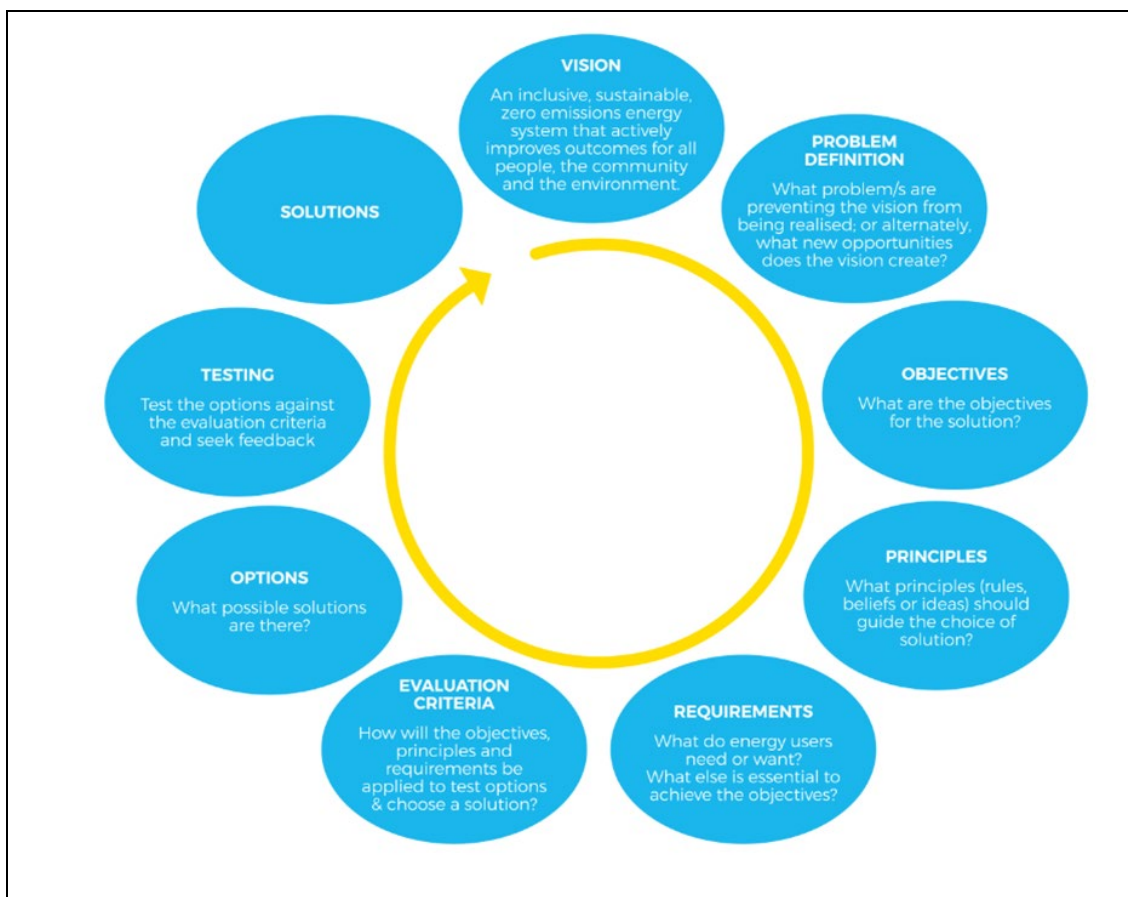 VISION
An inclusive, sustainable,
zero emissions energy
system that actively
improves outcomes for all
people, the community
and the environment.
PROBLEM
DEFINITION
What problem/s are
preventing the vision from
being realised; or alternately,
what new opportunities
does the vision create?
OBJECTIVES
What are the objectives
for the solution?
PRINCIPLES
What principles (rules,
beliefs or ideas) should
guide the choice of
solution?
REQUIREMENTS
What do energy users
need or want?
What else is essential to
achieve the objectives?
EVALUATION
CRITERIA
How will the objectives,
principles and
requirements be
applied to test options
& choose a solution?
OPTIONS
What possible solutions
are there?
TESTING
Test the options against
the evaluation criteria
and seek feedback
SOLUTIONS